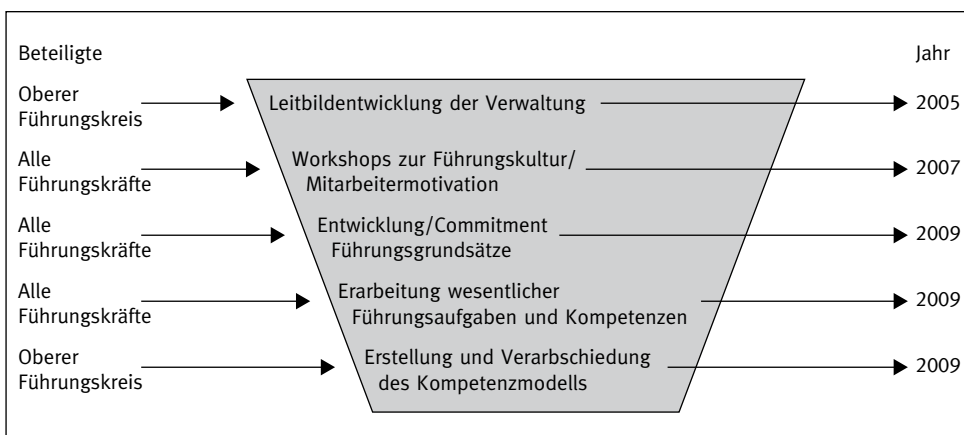 Beteiligte
Jahr
Oberer
Führungskreis
Leitbildentwicklung der Verwaltung
2005
Alle
Führungskräfte
Workshops zur Führungskultur/
Mitarbeitermotivation
2007
Alle
Führungskräfte
Entwicklung/Commitment
Führungsgrundsätze
2009
Alle
Führungskräfte
Erarbeitung wesentlicher
Führungsaufgaben und Kompetenzen
2009
Oberer
Führungskreis
Erstellung und Verarbschiedung
des Kompetenzmodells
2009